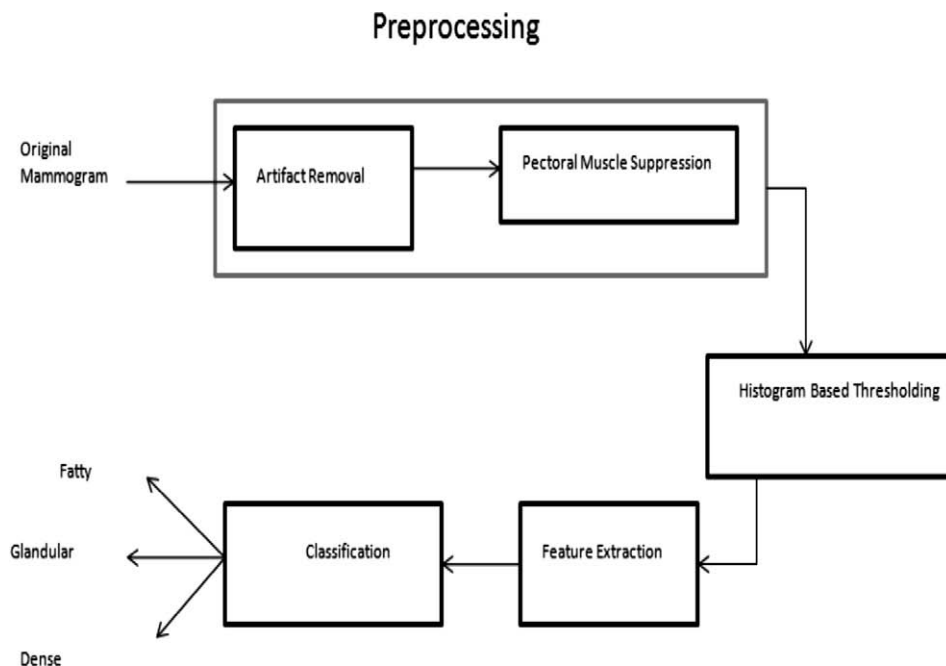 Preprocessing
Original
Mammogram
Artifact Removal
Pectoral Muscle Suppression
Histogram Based Thresholding
Feature Extraction
Classification
Fatty
Glandular
Dense